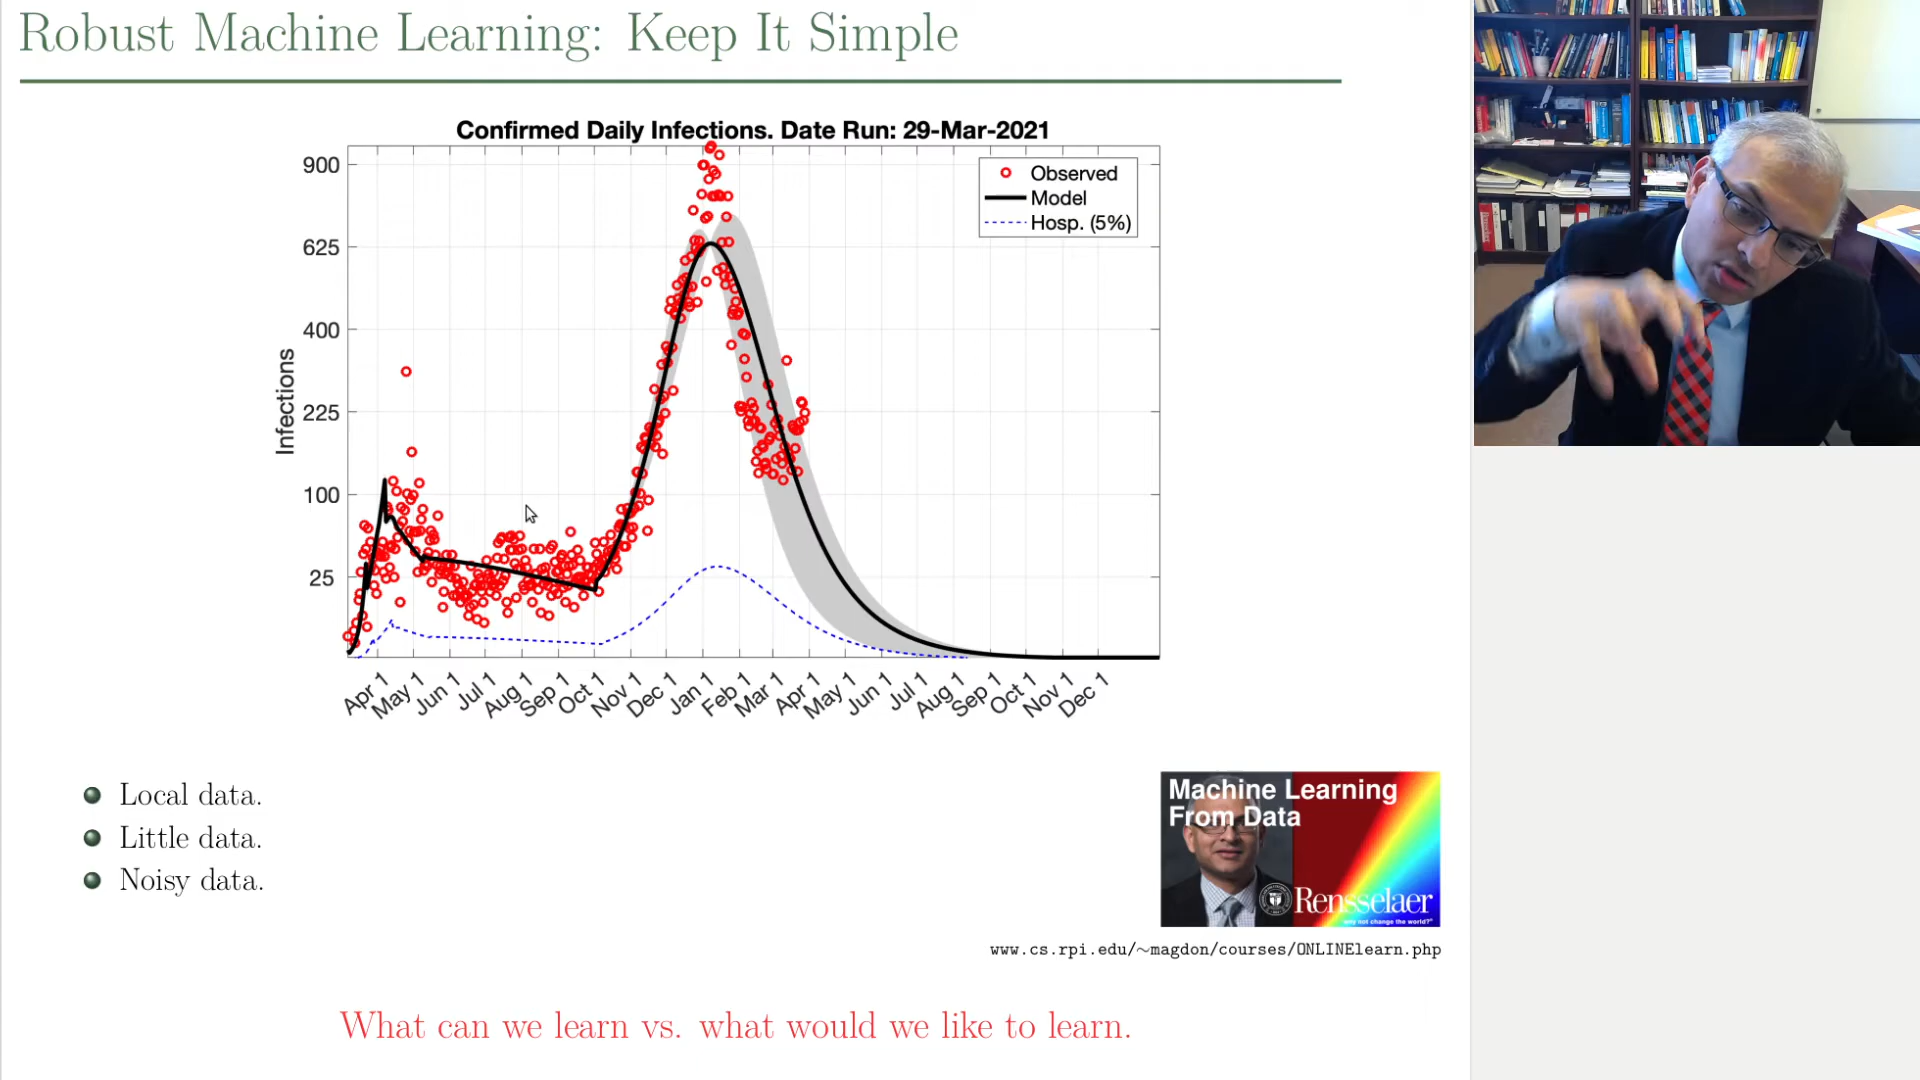 Robust Machine Learning: Keep It Simple
Confirmed Daily Infections. Date Run: 29-Mar-2021
900
625
400
225
100
25
Infections
Observed
Model
Hosp. (5%)
Apr 1
May 1
Jun 1
Jul 1
Aug 1
Sep 1
Oct 1
Nov 1
Dec 1
Jan 1
Feb 1
Mar 1
Apr 1
May 1
Jun 1
Jul 1
Aug 1
Sep 1
Oct 1
Nov 1
Dec 1
Local data.
Little data.
Noisy data.
Machine Learning
From Data
Rensselaer
why not change the world?®
www.cs.rpi.edu/~magdon/courses/ONLINElearn.php
What can we learn vs. what would we like to learn.